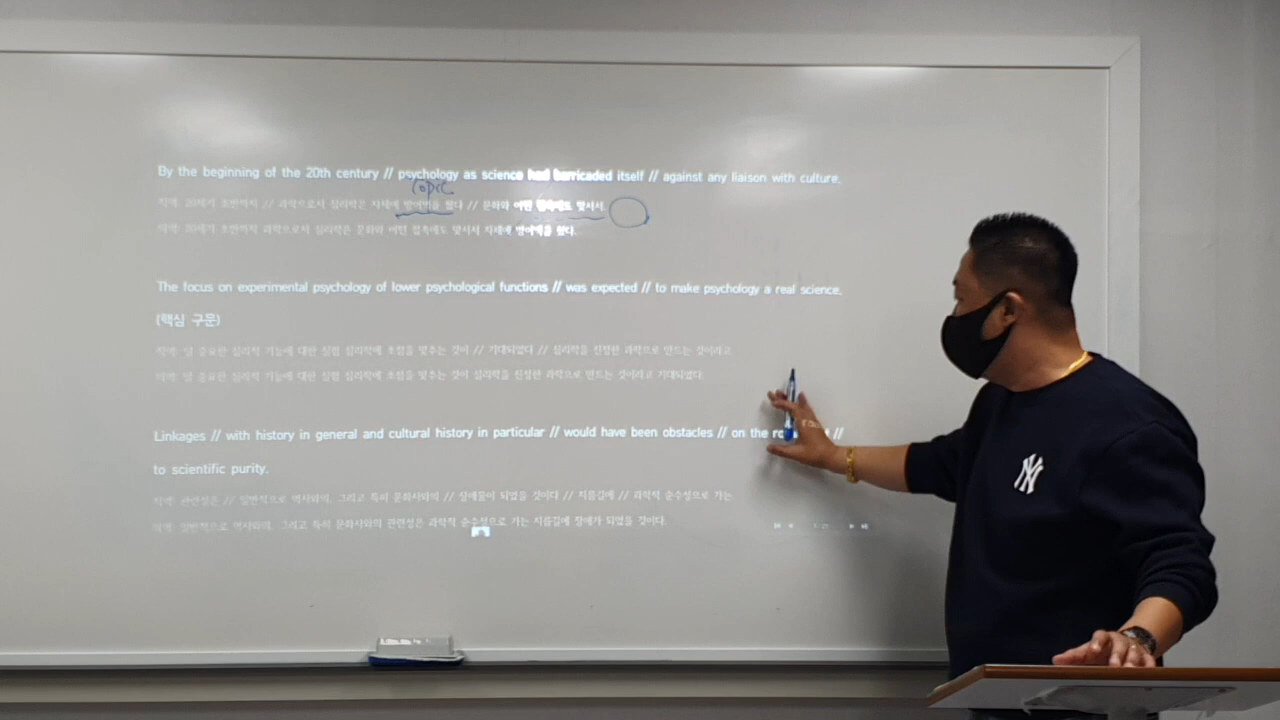 By the beginning of the 20th century // psychology as science had barricaded itself // against any liaison with culture.
Topic
직역: 20세기 초반까지 // 과학으로서 심리학은 자체에 방어벽을 쳤다 // 문화와 어떤 접촉에도 맞서서.
의역: 20세기 초반까지 과학으로서 심리학은 문화와 어떤 접촉에도 맞서서 자체에 방어벽을 쳤다.
The focus on experimental psychology of lower psychological functions // was expected // to make psychology a real science.
(핵심 구문)
직역: 덜 중요한 심리적 기능에 대한 실험 심리학에 초점을 맞추는 것이 // 기대되었다 // 심리학을 진정한 과학으로 만드는 것이라고
의역: 덜 중요한 심리적 기능에 대한 실험 심리학에 초점을 맞추는 것이 심리학을 진정한 과학으로 만드는 것이라고 기대되었다.
Linkages // with history in general and cultural history in particular // would have been obstacles // on the //
to scientific purity.
직역: 관련성은 // 일반적으로 역사와의, 그리고 특히 문화사와의 // 장애물이 되었을 것이다 // 지름길에 // 과학적 순수성으로 가는
의역: 일반적으로 역사와의, 그리고 특히 문화사와의 관련성은 과학적 순수성으로 가는 지름길에 장애가 되었을 것이다.
NY